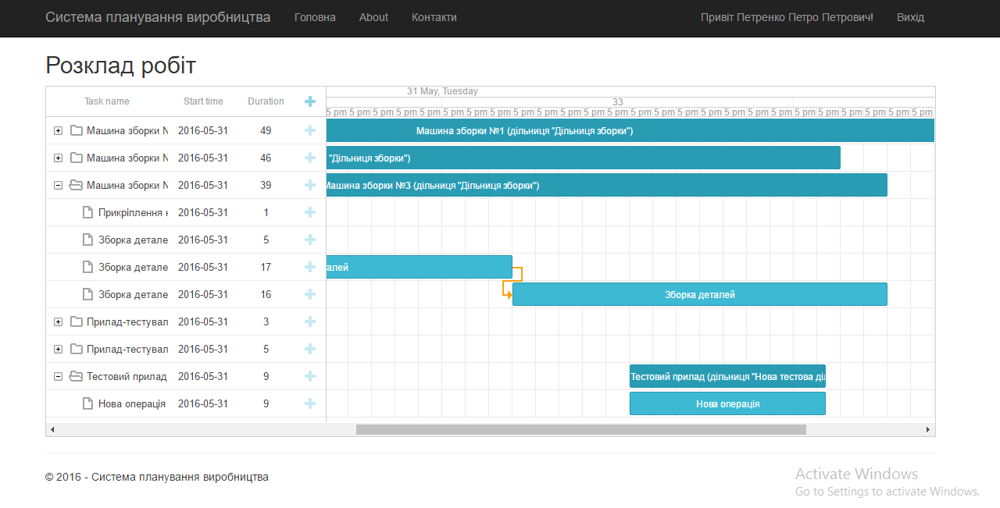 Система планування виробництва Головна About Контакти Привіт Петренко Петро Петрович! Вихід
Розклад робіт
Task name Start time Duration
31 May, Tuesday
33
5 pm 5 pm 5 pm 5 pm 5 pm 5 pm 5 pm 5 pm 5 pm 5 pm 5 pm 5 pm 5 pm 5 pm 5 pm 5 pm 5 pm 5 pm 5 pm 5 pm 5 pm 5 pm 5 pm 5 pm 5 pm 5 pm
Машина зборки № 2016-05-31 49 Машина зборки №1 (дільниця "Дільниця зборки")
Машина зборки № 2016-05-31 46 "Дільниця зборки")
Машина зборки № 2016-05-31 39 Машина зборки №3 (дільниця "Дільниця зборки")
Прикріплення 2016-05-31 1
Зборка детале 2016-05-31 5
Зборка детале 2016-05-31 17 талей
Зборка детале 2016-05-31 16 Зборка деталей
Прилад-тестувал 2016-05-31 3
Прилад-тестувал 2016-05-31 5
Тестовий прилад 2016-05-31 9 Тестовий прилад (дільниця "Нова тестова діл
Нова операція 2016-05-31 9 Нова операція
© 2016 - Система планування виробництва
Activate Windows
Go to Settings to activate Windows.